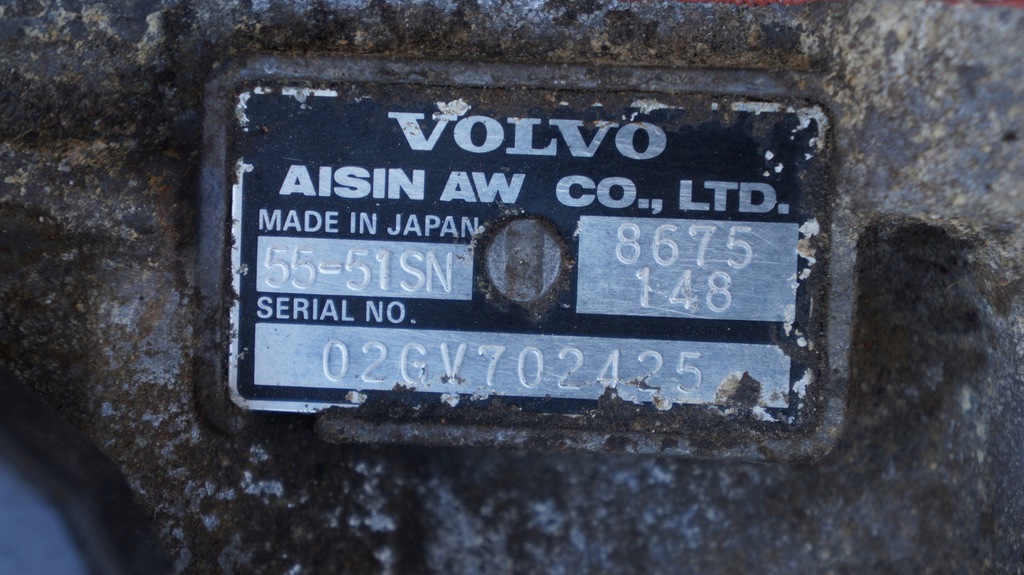 VOLVO
AISIN AW CO., LTD.
MADE IN JAPAN
55-51SN
8675
148
SERIAL NO.
02GV702425